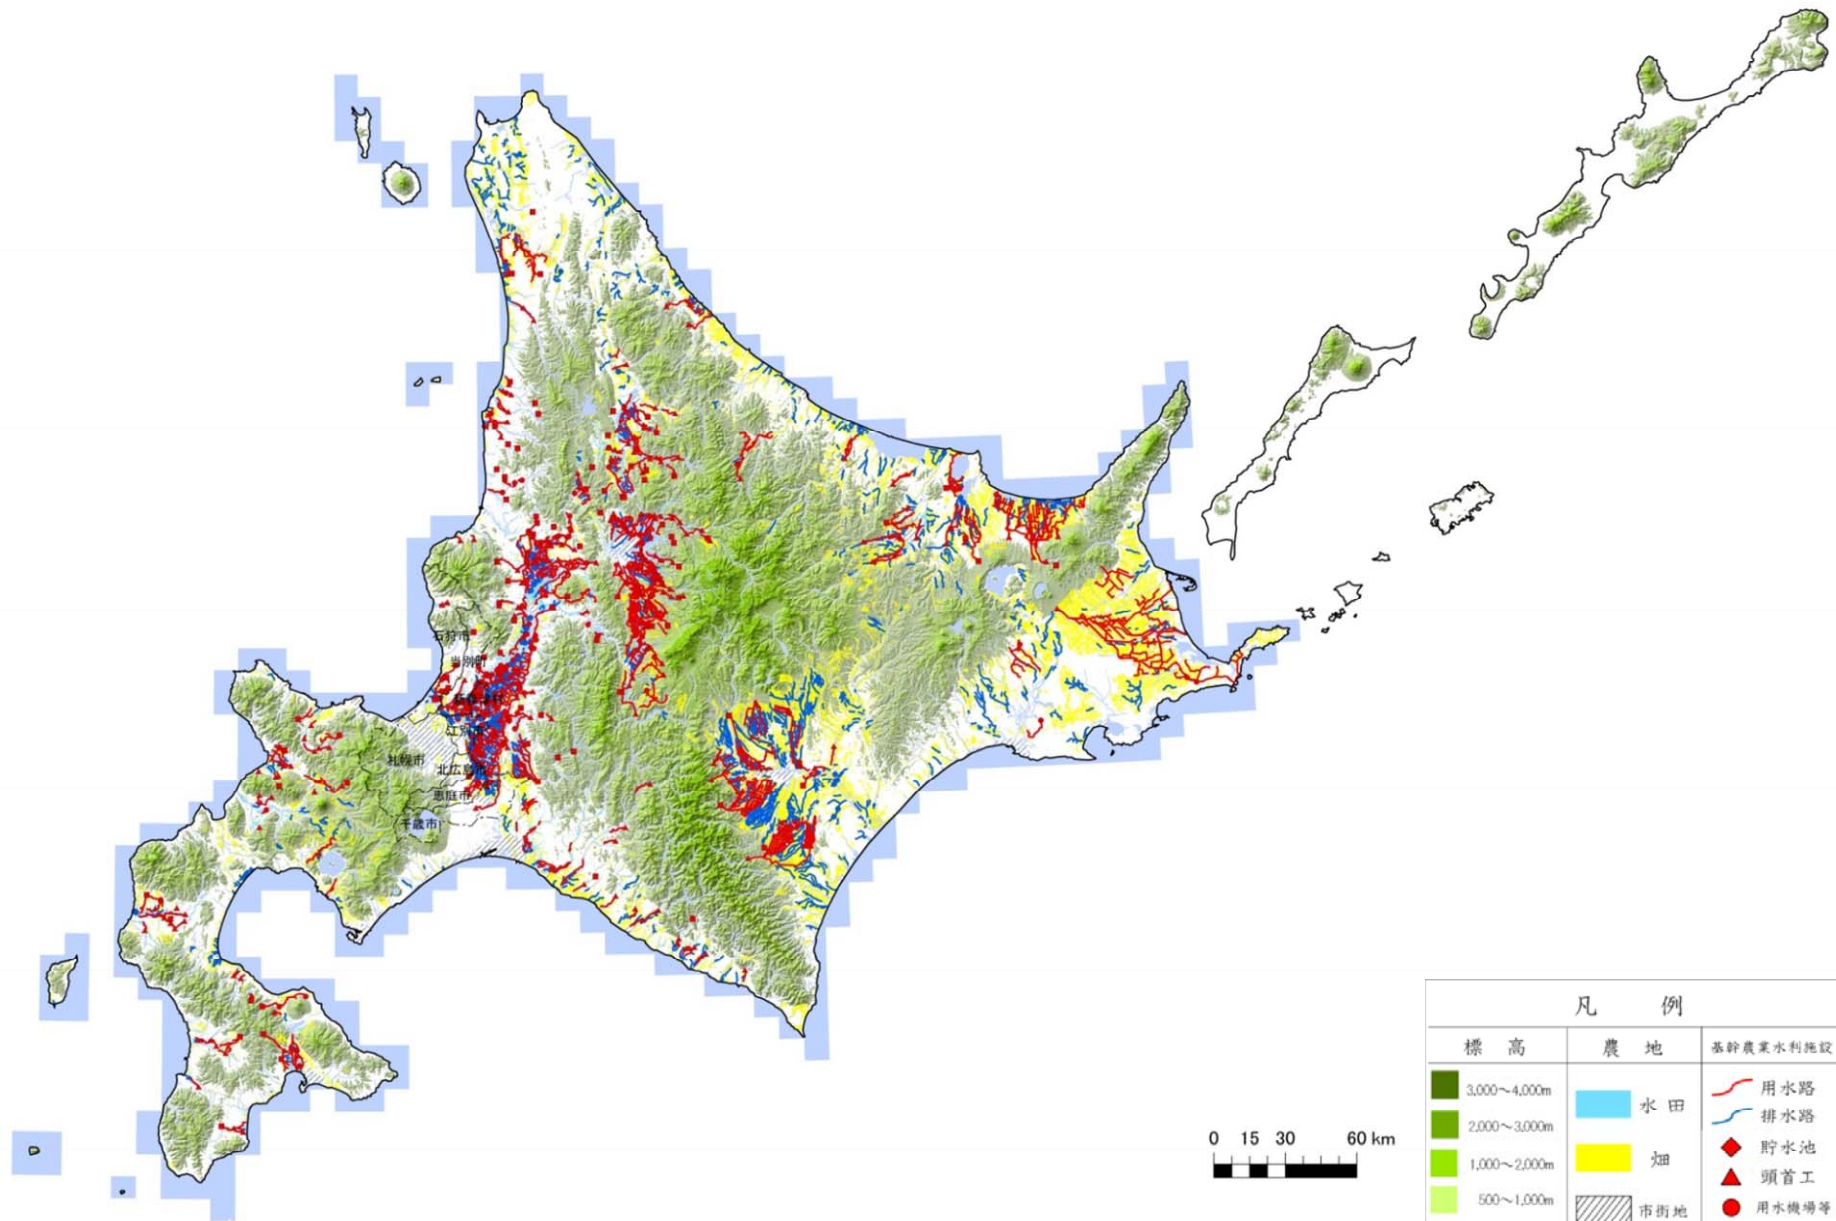 石狩市
当別町
江別市
札幌市
北広島市
恵庭市
千歳市
0 15 30 60 km
凡 例
標 高
農 地
基幹農業水利施設
3,000～4,000m
2,000～3,000m
1,000～2,000m
500～1,000m
水 田
畑
市街地
用水路
排水路
貯水池
頭首工
用水機場等